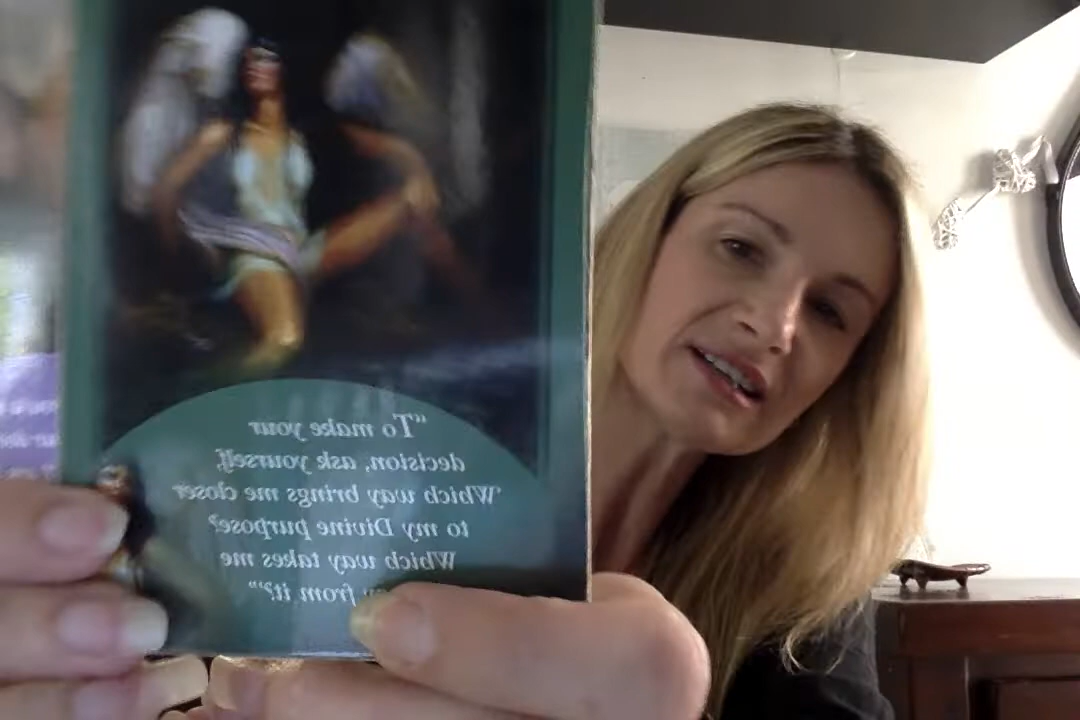 "To make your
decision, ask yourself,
'Which way brings me closer
to my Divine purpose?
Which way takes me
from it?'"